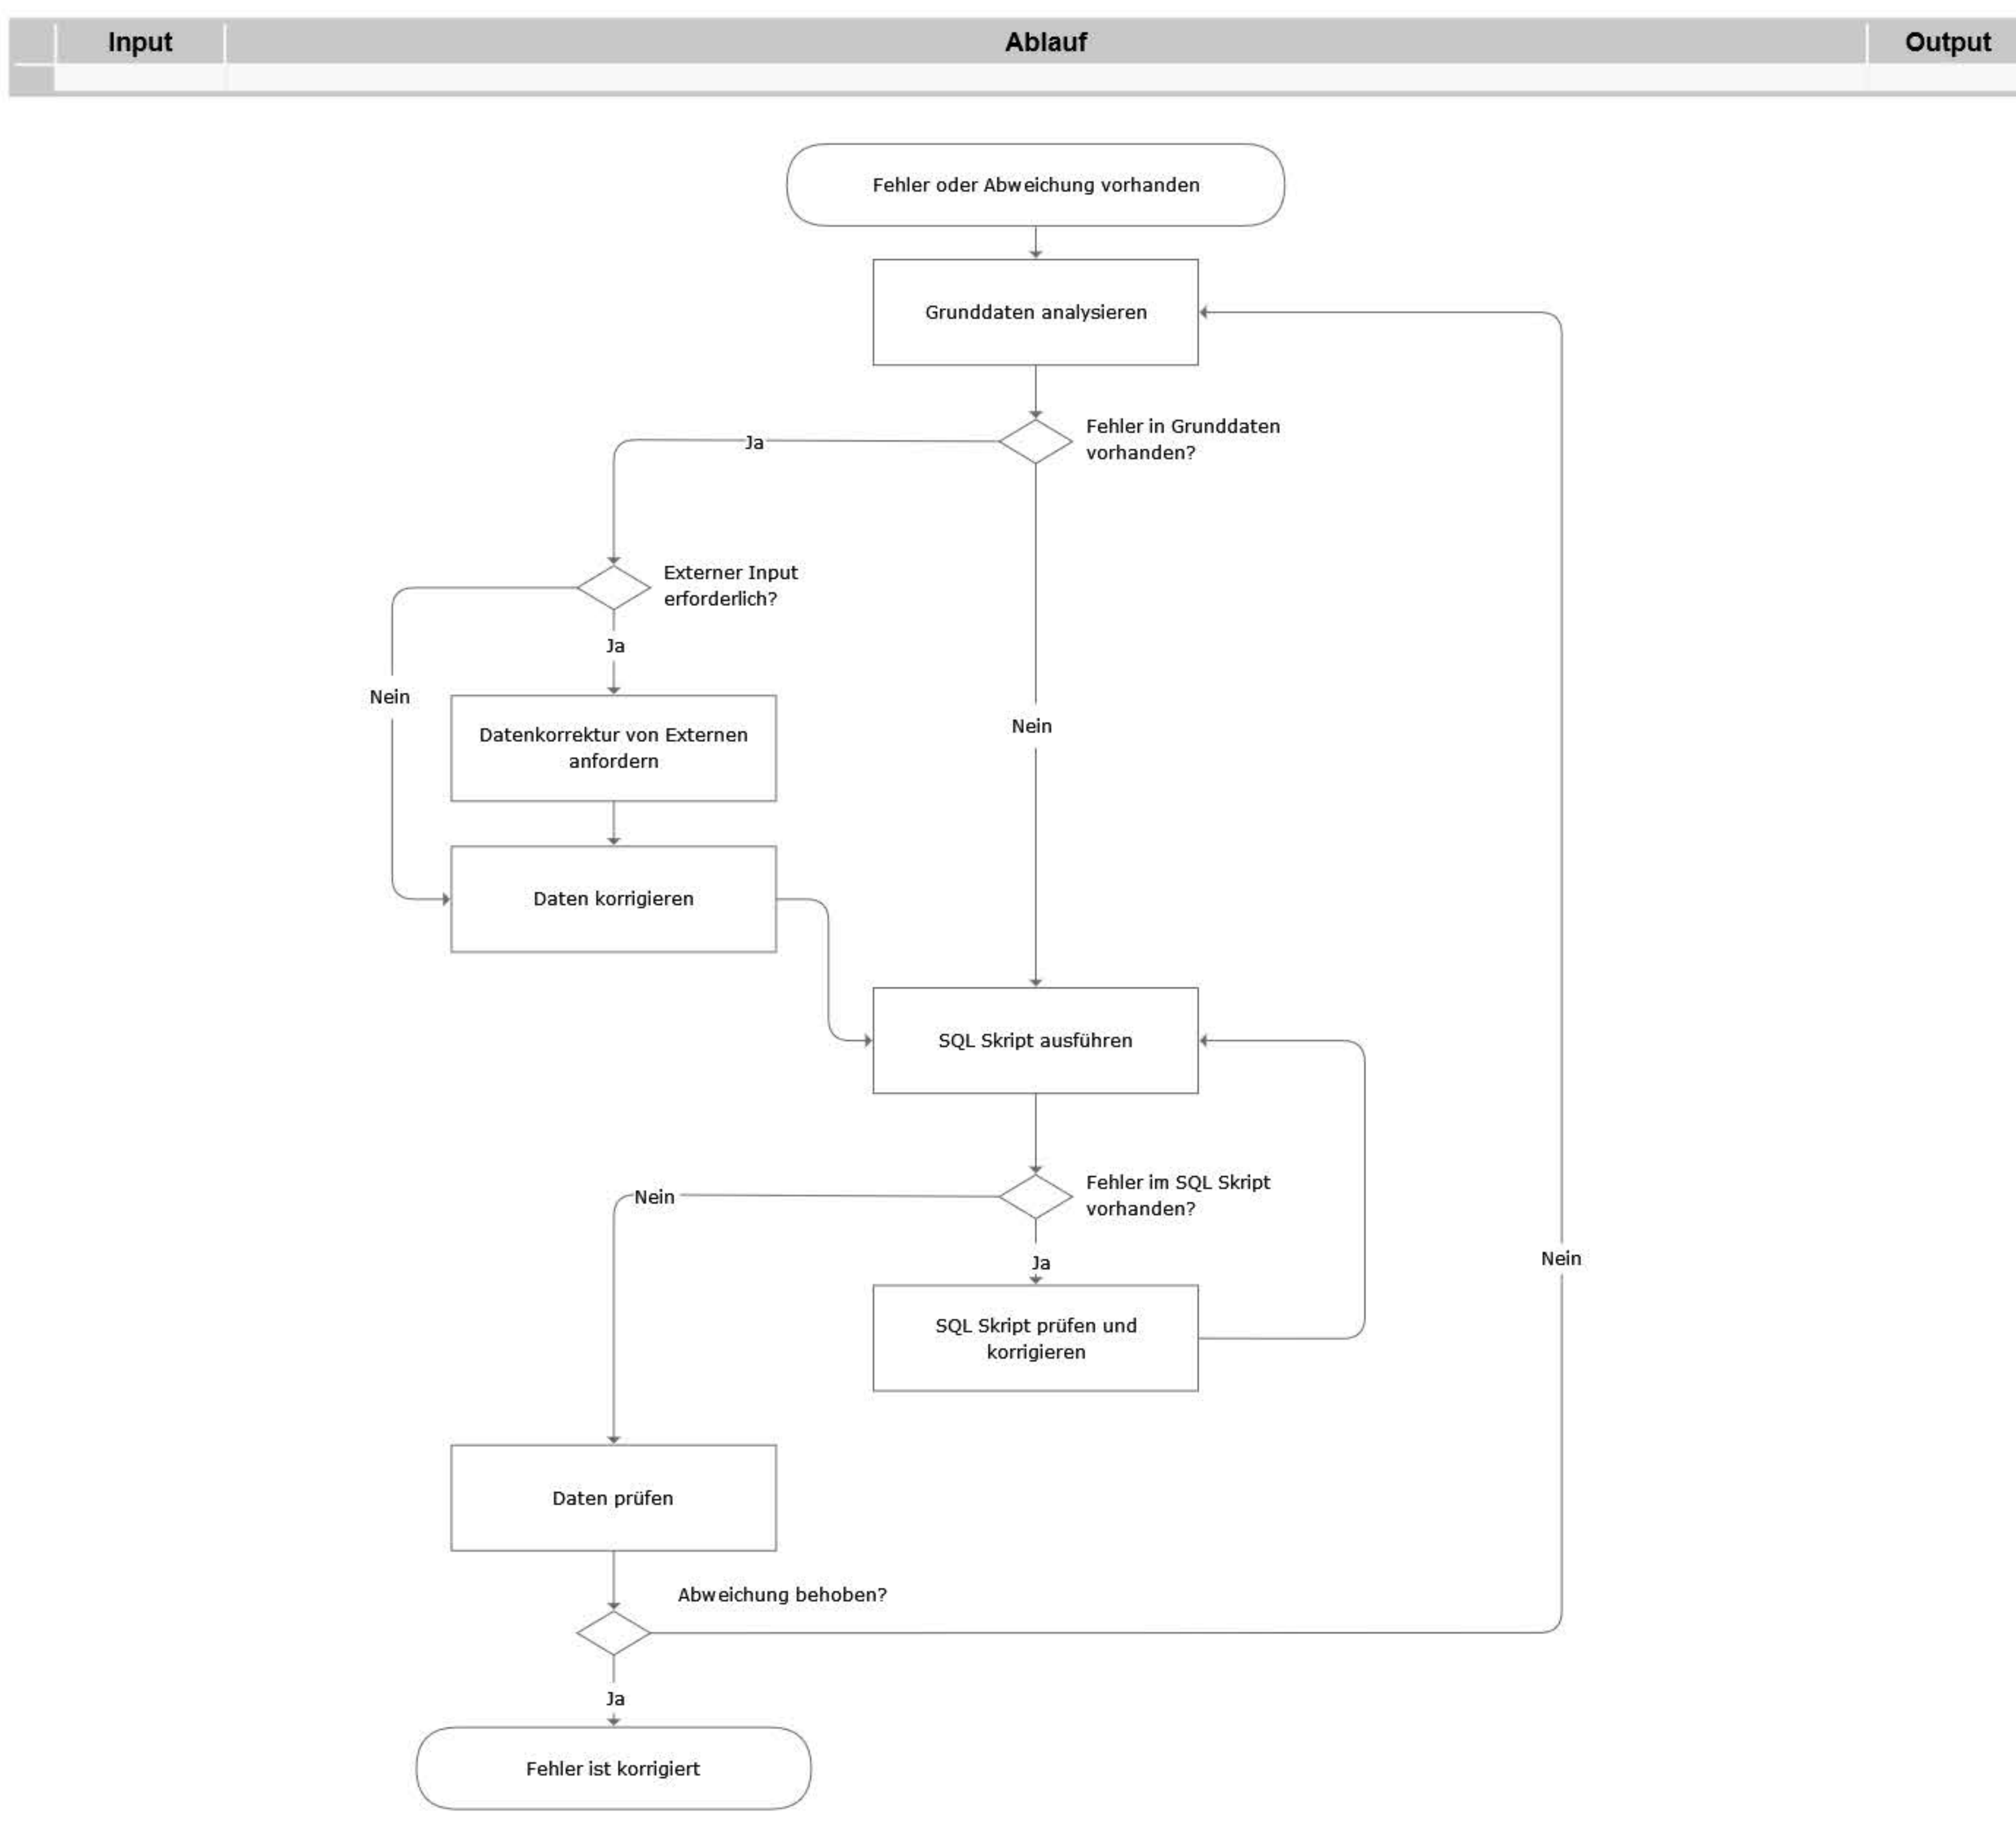 Input
Ablauf
Output
Fehler oder Abweichung vorhanden
Grunddaten analysieren
Fehler in Grunddaten
vorhanden?
Ja
Externer Input
erforderlich?
Ja
Nein
Datenkorrektur von Externen
anfordern
Nein
Daten korrigieren
SQL Skript ausführen
Fehler im SQL Skript
vorhanden?
Nein
Ja
Nein
SQL Skript prüfen und
korrigieren
Daten prüfen
Abweichung behoben?
Ja
Fehler ist korrigiert